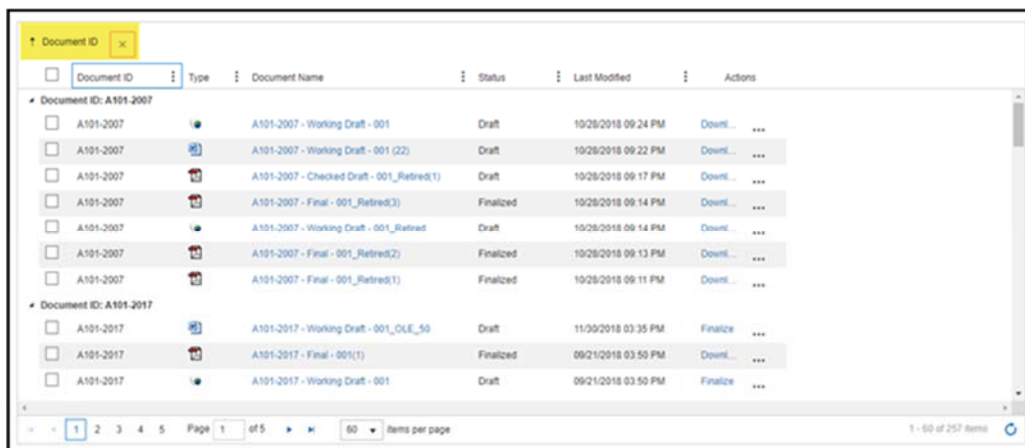 ↑ Document ID ×
Document ID Type Document Name Status Last Modified Actions
Document ID: A101-2007
A101-2007 A101-2007 - Working Draft - 001 Draft 10/28/2018 09:24 PM Downl... ...
A101-2007 A101-2007 - Working Draft - 001 (22) Draft 10/28/2018 09:22 PM Downl... ...
A101-2007 A101-2007 - Checked Draft - 001_Retired(1) Draft 10/28/2018 09:17 PM Downl... ...
A101-2007 A101-2007 - Final - 001_Retired(3) Finalized 10/28/2018 09:14 PM Downl... ...
A101-2007 A101-2007 - Working Draft - 001_Retired Draft 10/28/2018 09:14 PM Downl... ...
A101-2007 A101-2007 - Final - 001_Retired(2) Finalized 10/28/2018 09:13 PM Downl... ...
A101-2007 A101-2007 - Final - 001_Retired(1) Finalized 10/28/2018 09:11 PM Downl... ...
Document ID: A101-2017
A101-2017 A101-2017 - Working Draft - 001_OLE_50 Draft 11/30/2018 03:35 PM Finalize ...
A101-2017 A101-2017 - Final - 001(1) Finalized 09/21/2018 03:50 PM Downl... ...
A101-2017 A101-2017 - Working Draft - 001 Draft 09/21/2018 03:50 PM Finalize ...
1 2 3 4 5 Page 1 of 5 60 items per page 1 - 60 of 257 items